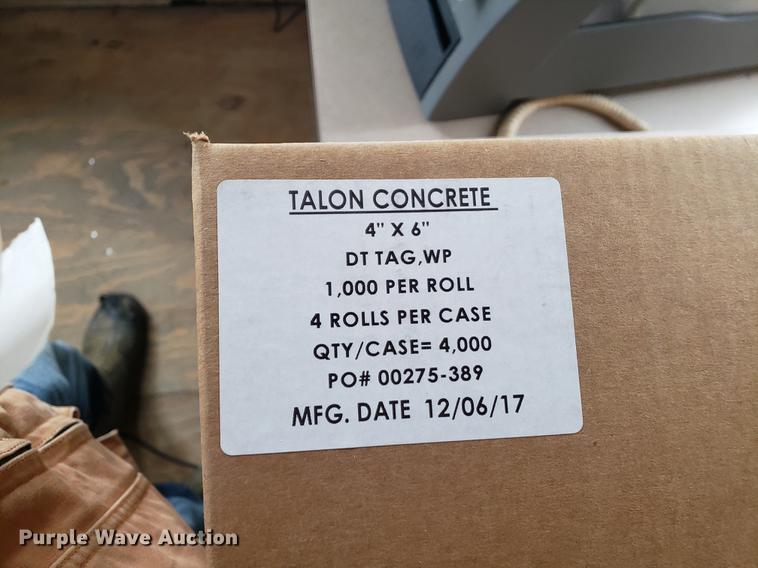 TALON CONCRETE
4" X 6"
DT TAG,WP
1,000 PER ROLL
4 ROLLS PER CASE
QTY/CASE= 4,000
PO# 00275-389
MFG. DATE 12/06/17
Purple Wave Auction